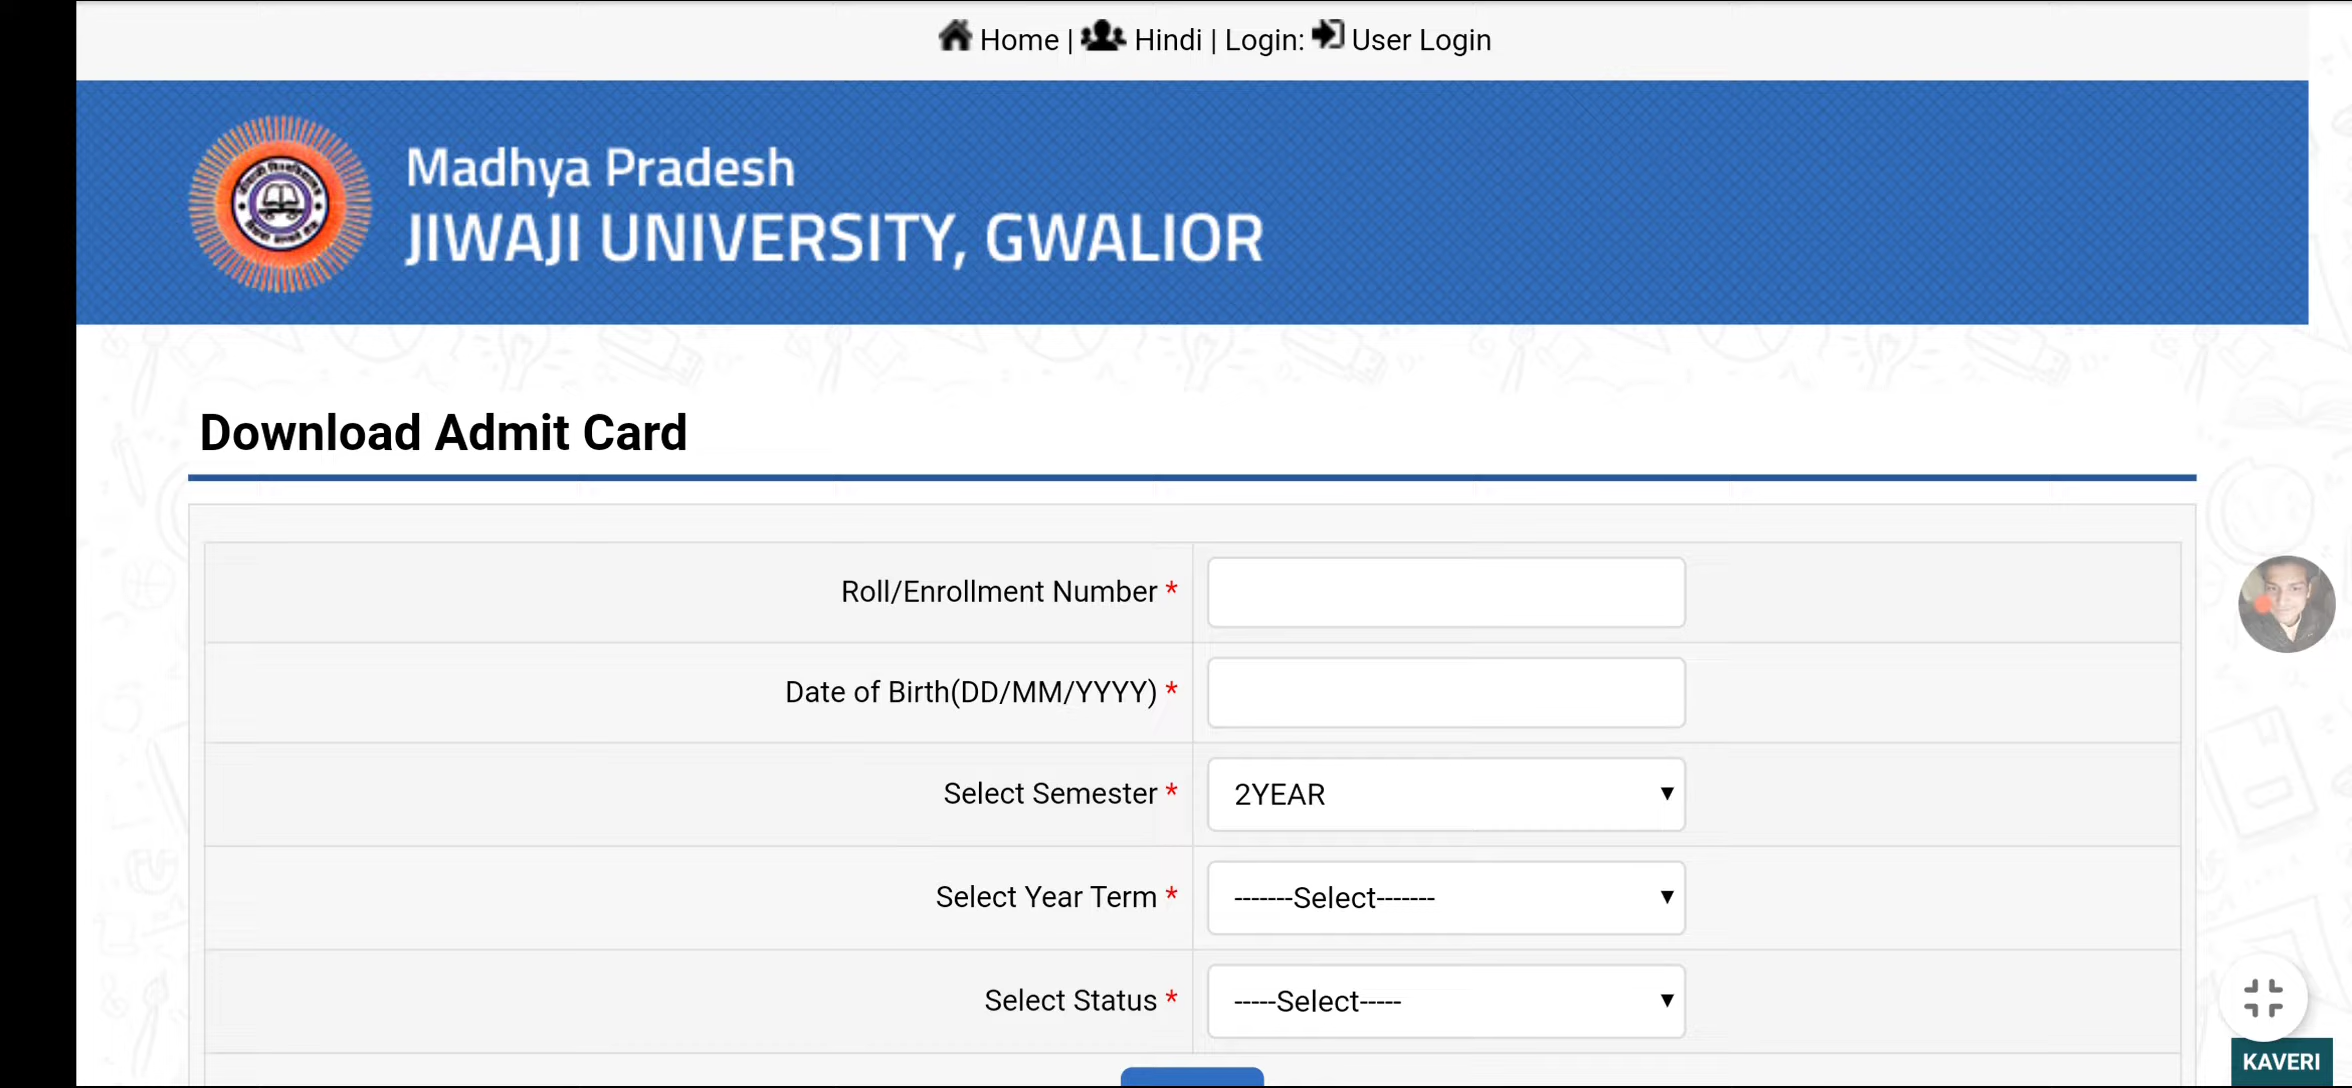 Home | Hindi | Login: User Login
Madhya Pradesh
JIWAJI UNIVERSITY, GWALIOR
Download Admit Card
Roll/Enrollment Number *
Date of Birth(DD/MM/YYYY) *
Select Semester * 2YEAR
Select Year Term * -------Select-------
Select Status * -----Select-----
KAVERI